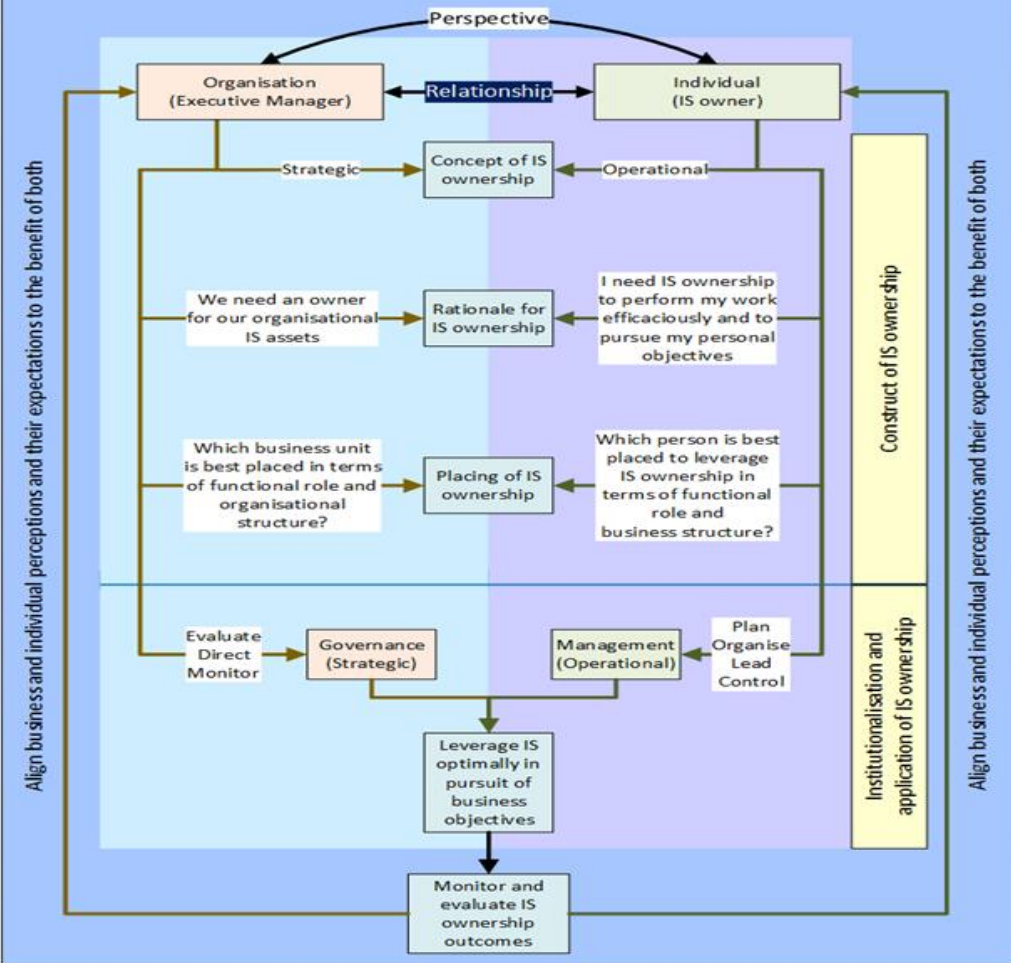 Perspective
Organisation
(Executive Manager)
Relationship
Individual
(IS owner)
Strategic
Concept of IS
ownership
Operational
We need an owner
for our organisational
IS assets
Rationale for
IS ownership
I need IS ownership
to perform my work
efficaciously and to
pursue my personal
objectives
Which business unit
is best placed in terms
of functional role and
organisational
structure?
Placing of IS
ownership
Which person is best
placed to leverage
IS ownership in
terms of functional
role and
business structure?
Construct of IS ownership
Evaluate
Direct
Monitor
Governance
(Strategic)
Management
(Operational)
Plan
Organise
Lead
Control
Institutionalisation and
application of IS ownership
Leverage IS
optimally in
pursuit of
business
objectives
Monitor and
evaluate IS
ownership
outcomes
Align business and individual perceptions and their expectations to the benefit of both
Align business and individual perceptions and their expectations to the benefit of both